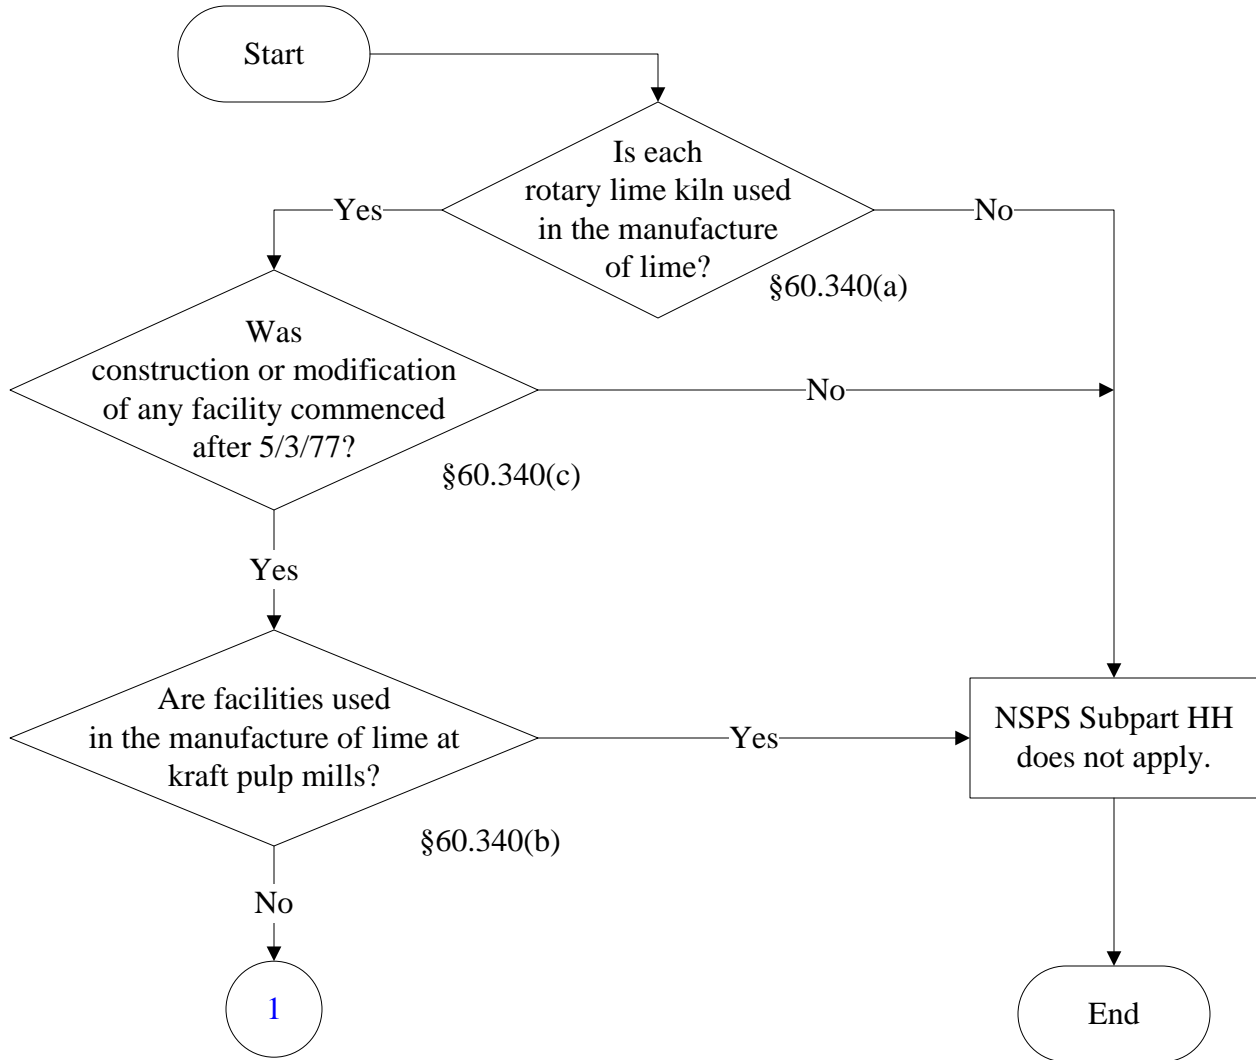 Start
Is each
rotary lime kiln used
in the manufacture
of lime?
Yes
No
§60.340(a)
Was
construction or modification
of any facility commenced
after 5/3/77?
No
§60.340(c)
Yes
Are facilities used
in the manufacture of lime at
kraft pulp mills?
Yes
NSPS Subpart HH
does not apply.
§60.340(b)
No
1
End